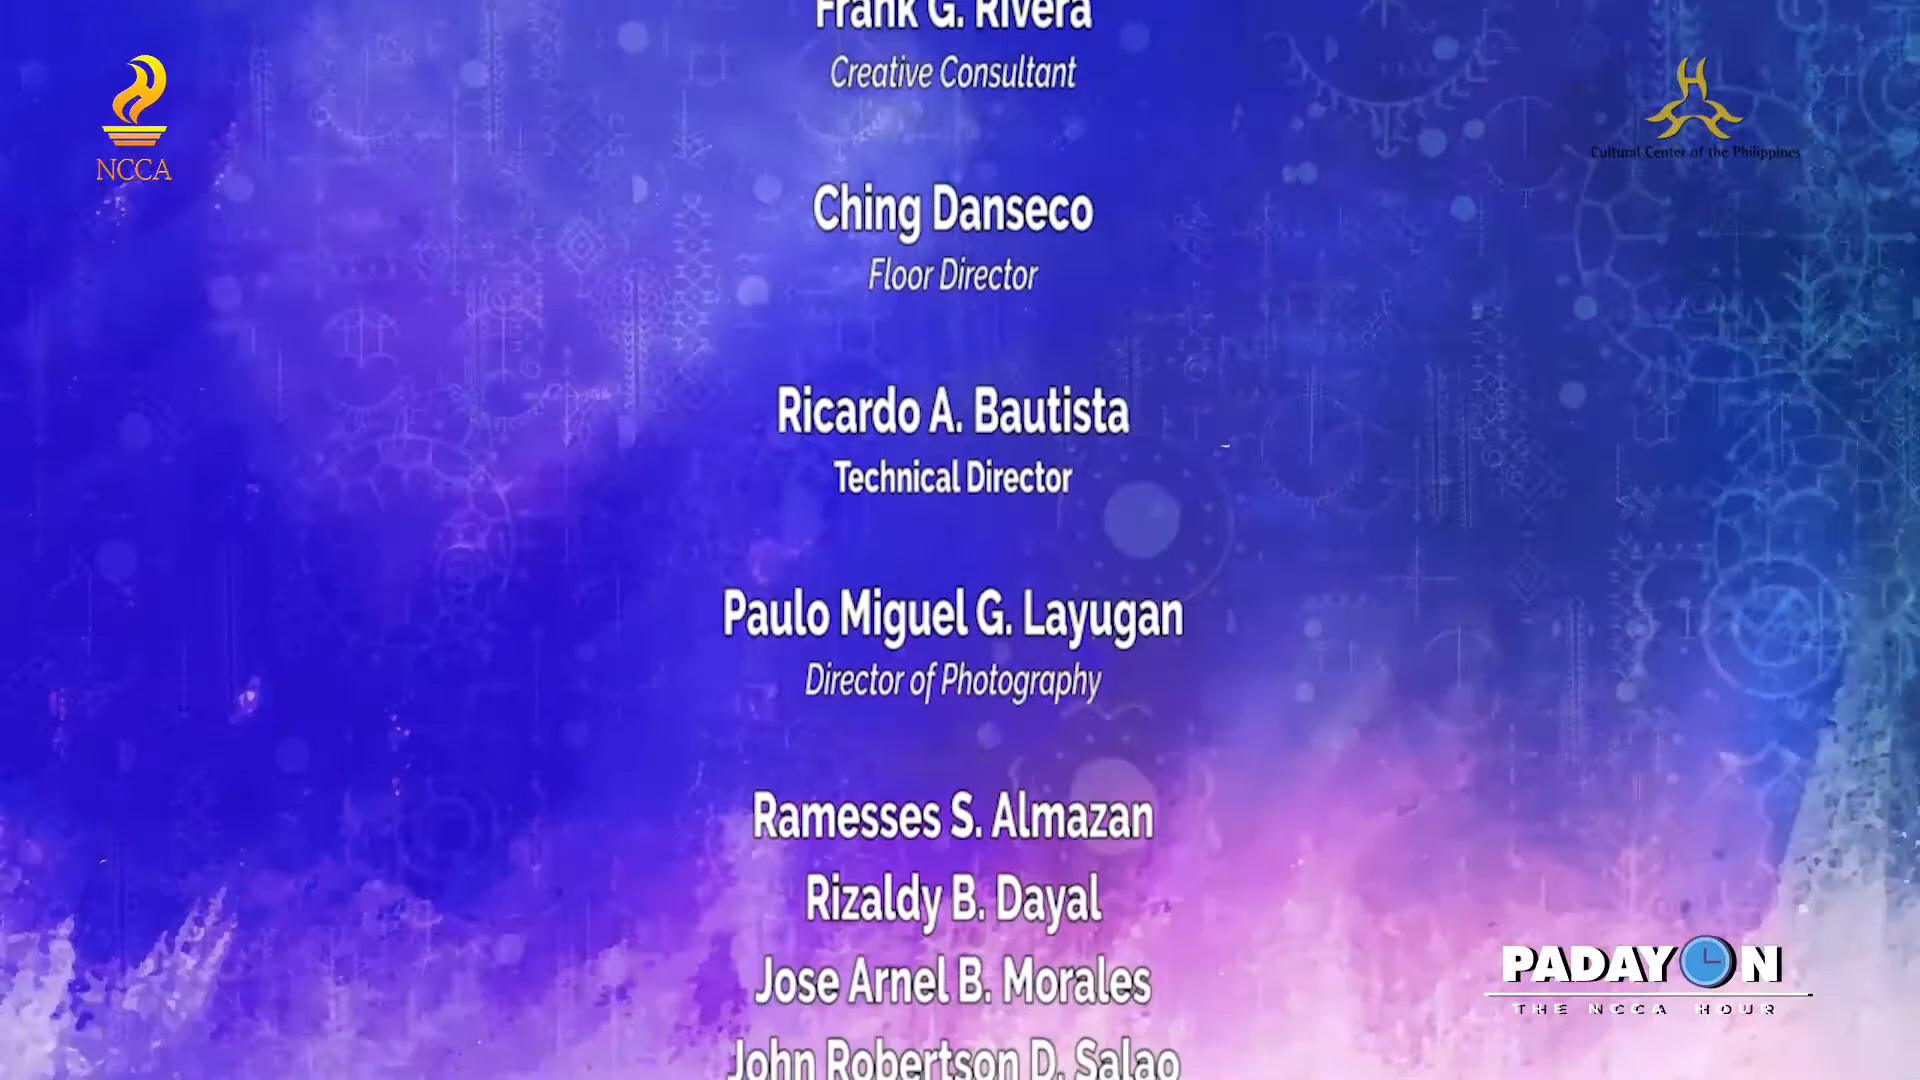 Frank G. Rivera
Creative Consultant
NCCA
Cultural Center of the Philippines
Ching Danseco
Floor Director
Ricardo A. Bautista
Technical Director
Paulo Miguel G. Layugan
Director of Photography
Ramesses S. Almazan
Rizaldy B. Dayal
Jose Arnel B. Morales
John Robertson D. Salao
PADAYON
THE NCCA HOUR